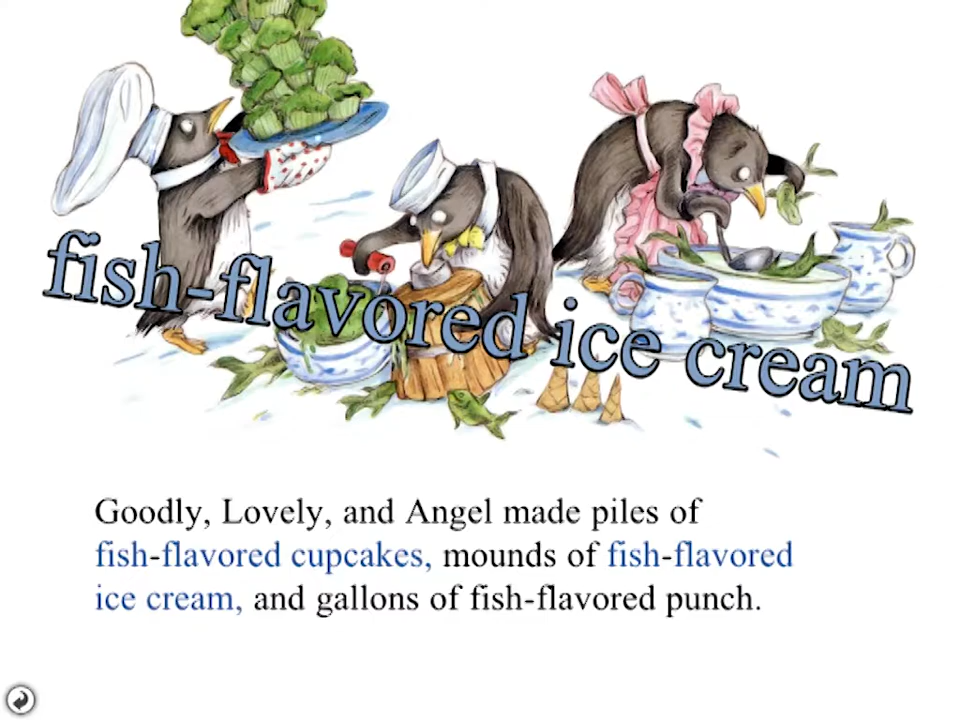 fish-flavored ice cream
Goodly, Lovely, and Angel made piles of
fish-flavored cupcakes, mounds of fish-flavored
ice cream, and gallons of fish-flavored punch.